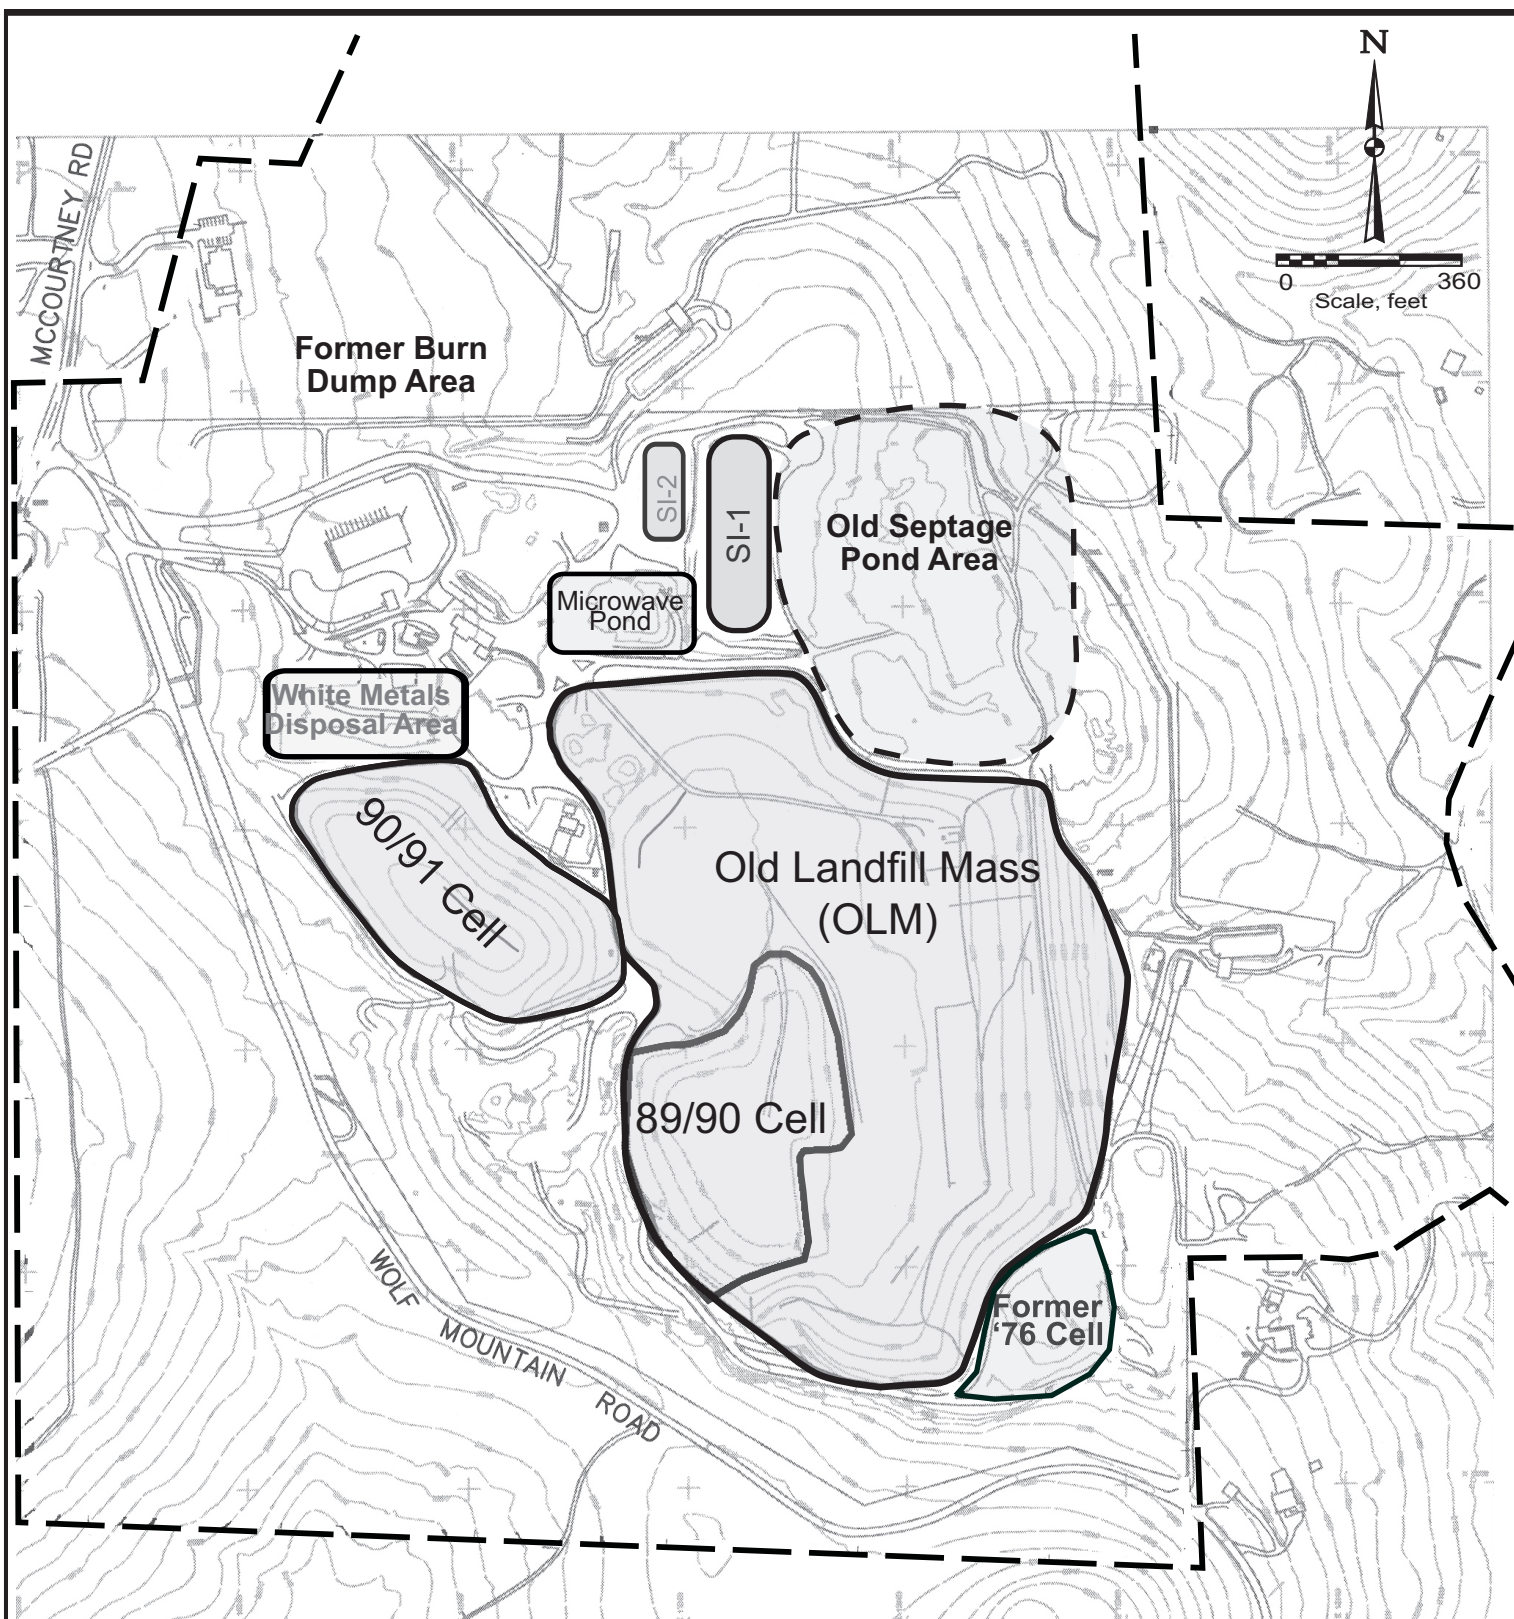 N
0 360
Scale, feet
MCCOURTNEY RD
Former Burn
Dump Area
SI-2
SI-1
Old Septage
Pond Area
Microwave
Pond
White Metals
Disposal Area
90/91 Cell
Old Landfill Mass
(OLM)
89/90 Cell
Former
‘76 Cell
WOLF MOUNTAIN ROAD